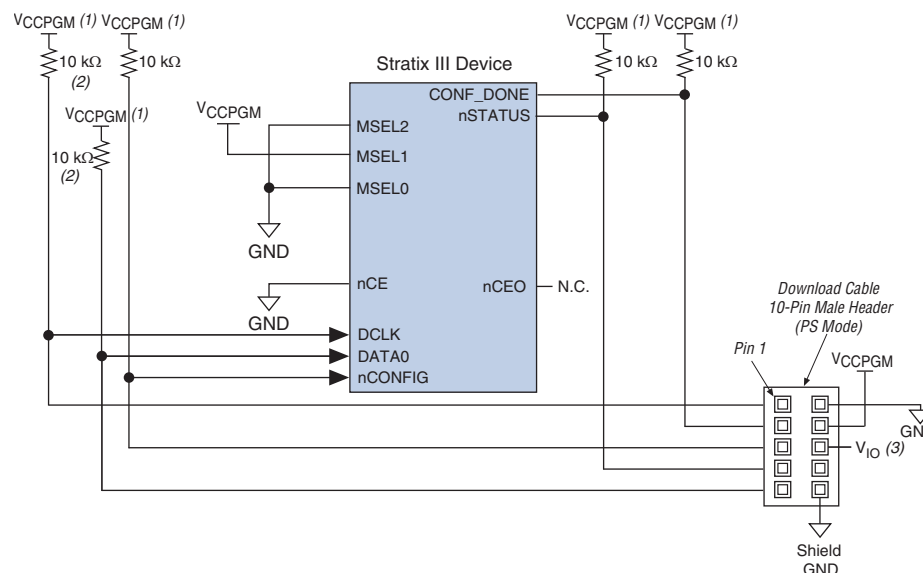 VCCPGM (1) VCCPGM (1)
10 kΩ
(2)
10 kΩ
VCCPGM (1)
10 kΩ
(2)
VCCPGM (1)
10 kΩ
VCCPGM (1)
10 kΩ
Stratix III Device
CONF_DONE
nSTATUS
VCCPGM
MSEL2
MSEL1
MSEL0
GND
nCE
GND
nCEO
N.C.
DCLK
DATA0
nCONFIG
Download Cable
10-Pin Male Header
(PS Mode)
Pin 1
VCCPGM
GN
VIO (3)
Shield
GND